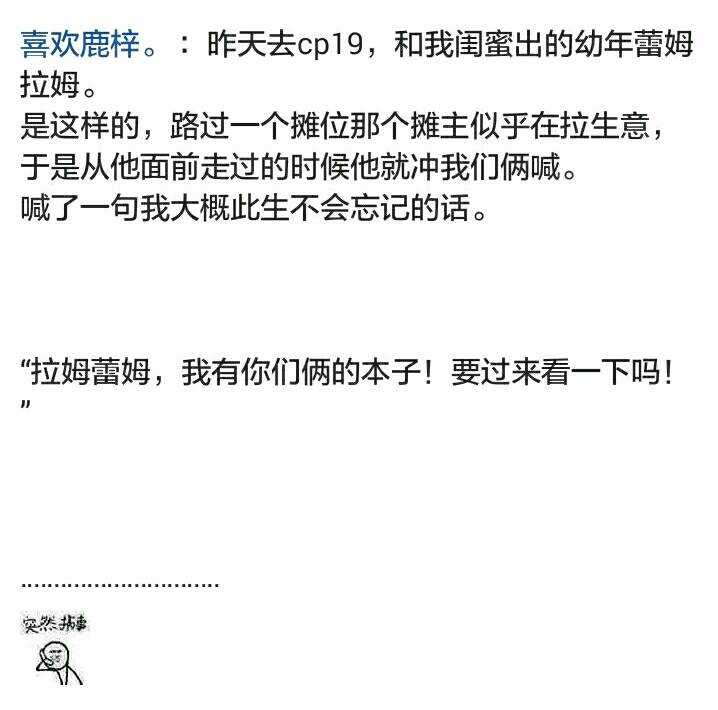 喜欢鹿梓。：昨天去cp19，和我闺蜜出的幼年蕾姆
拉姆。
是这样的，路过一个摊位那个摊主似乎在拉生意，
于是从他面前走过的时候他就冲我们俩喊。
喊了一句我大概此生不会忘记的话。
“拉姆蕾姆，我有你们俩的本子！要过来看一下吗！
”
..............................
突然搞事